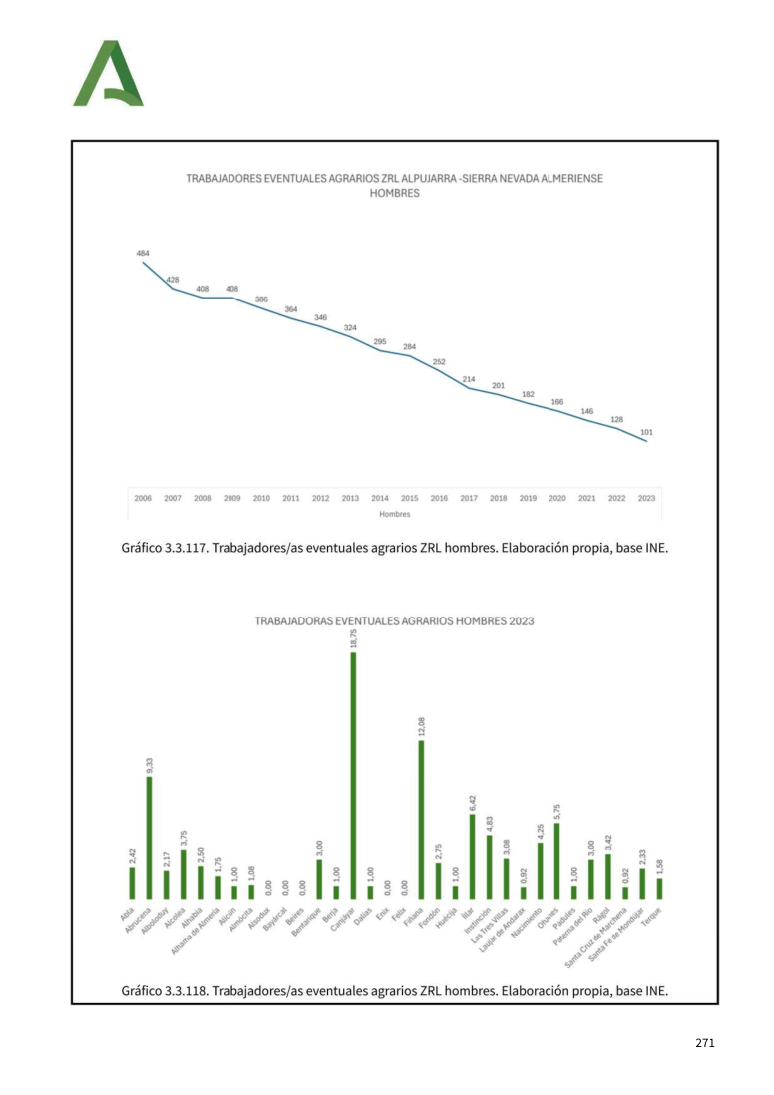 TRABAJADORES EVENTUALES AGRARIOS ZRL ALPUJARRA -SIERRA NEVADA ALMERIENSE
HOMBRES
484
428
408
408
386
364
346
324
295
284
252
214
201
182
166
146
128
101
2006 2007 2008 2009 2010 2011 2012 2013 2014 2015 2016 2017 2018 2019 2020 2021 2022 2023
Hombres
Gráfico 3.3.117. Trabajadores/as eventuales agrarios ZRL hombres. Elaboración propia, base INE.
TRABAJADORAS EVENTUALES AGRARIOS HOMBRES 2023
2,42
9,33
2,17
3,75
2,50
1,75
1,00
1,08
0,00
0,00
0,00
3,00
1,00
18,75
1,00
0,00
0,00
12,08
2,75
1,00
6,42
4,83
3,08
0,92
4,25
5,75
1,00
3,00
3,42
0,92
2,33
1,58
Abla
Abrucena
Alboloduy
Alcolea
Alhabia
Alhama de Almería
Alicún
Almócita
Alsodux
Bayárcal
Beires
Bentarique
Berja
Canjáyar
Dalías
Enix
Felix
Fiñana
Fondón
Huécija
Íllar
Instinción
Las Tres Villas
Laujar de Andarax
Nacimiento
Ohanes
Padules
Paterna del Río
Rágol
Santa Cruz de Marchena
Santa Fe de Mondújar
Terque
Gráfico 3.3.118. Trabajadores/as eventuales agrarios ZRL hombres. Elaboración propia, base INE.
271